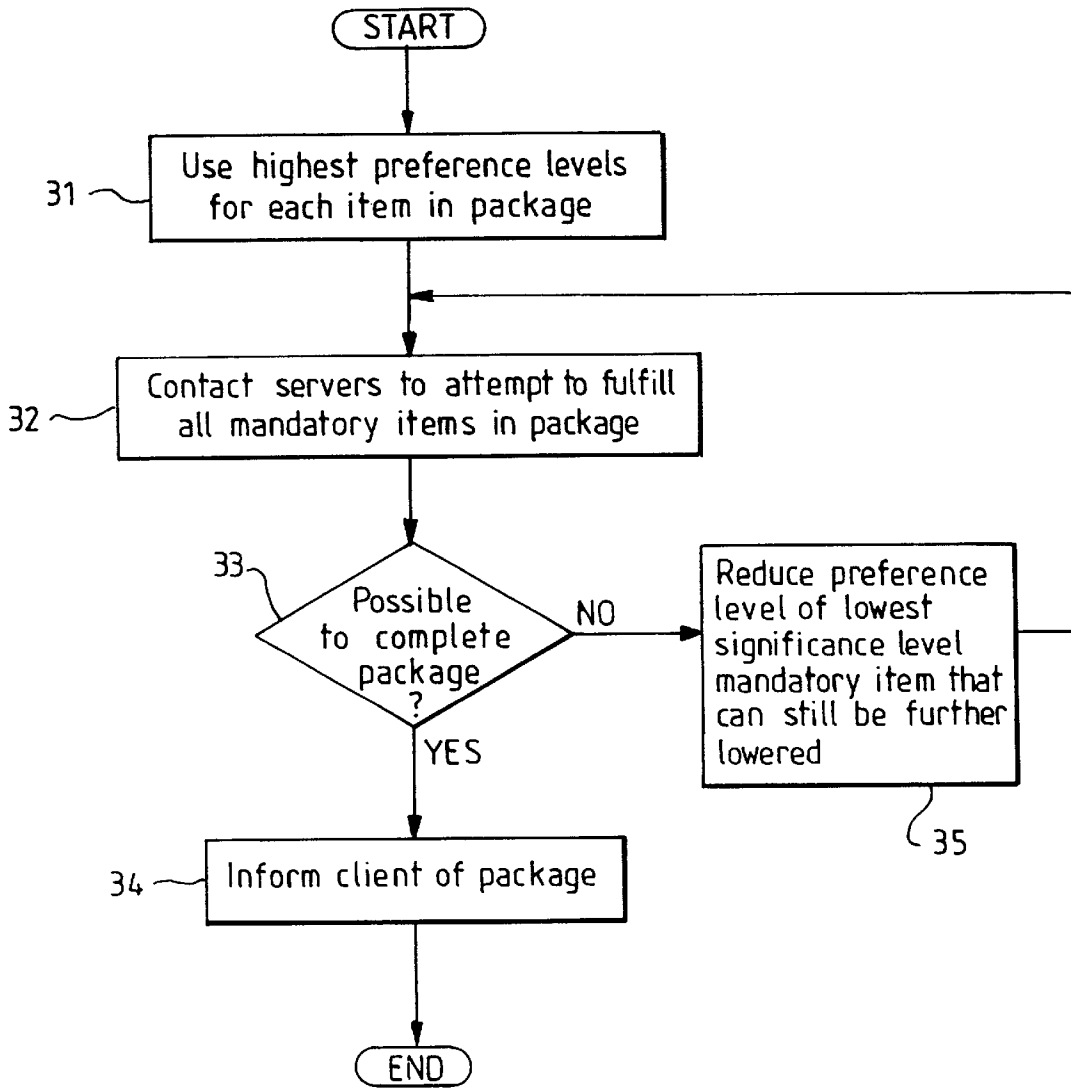 START
31
Use highest preference levels
for each item in package
32
Contact servers to attempt to fulfill
all mandatory items in package
33
Possible
to complete
package
?
NO
YES
Reduce preference
level of lowest
significance level
mandatory item that
can still be further
lowered
35
34
Inform client of package
END